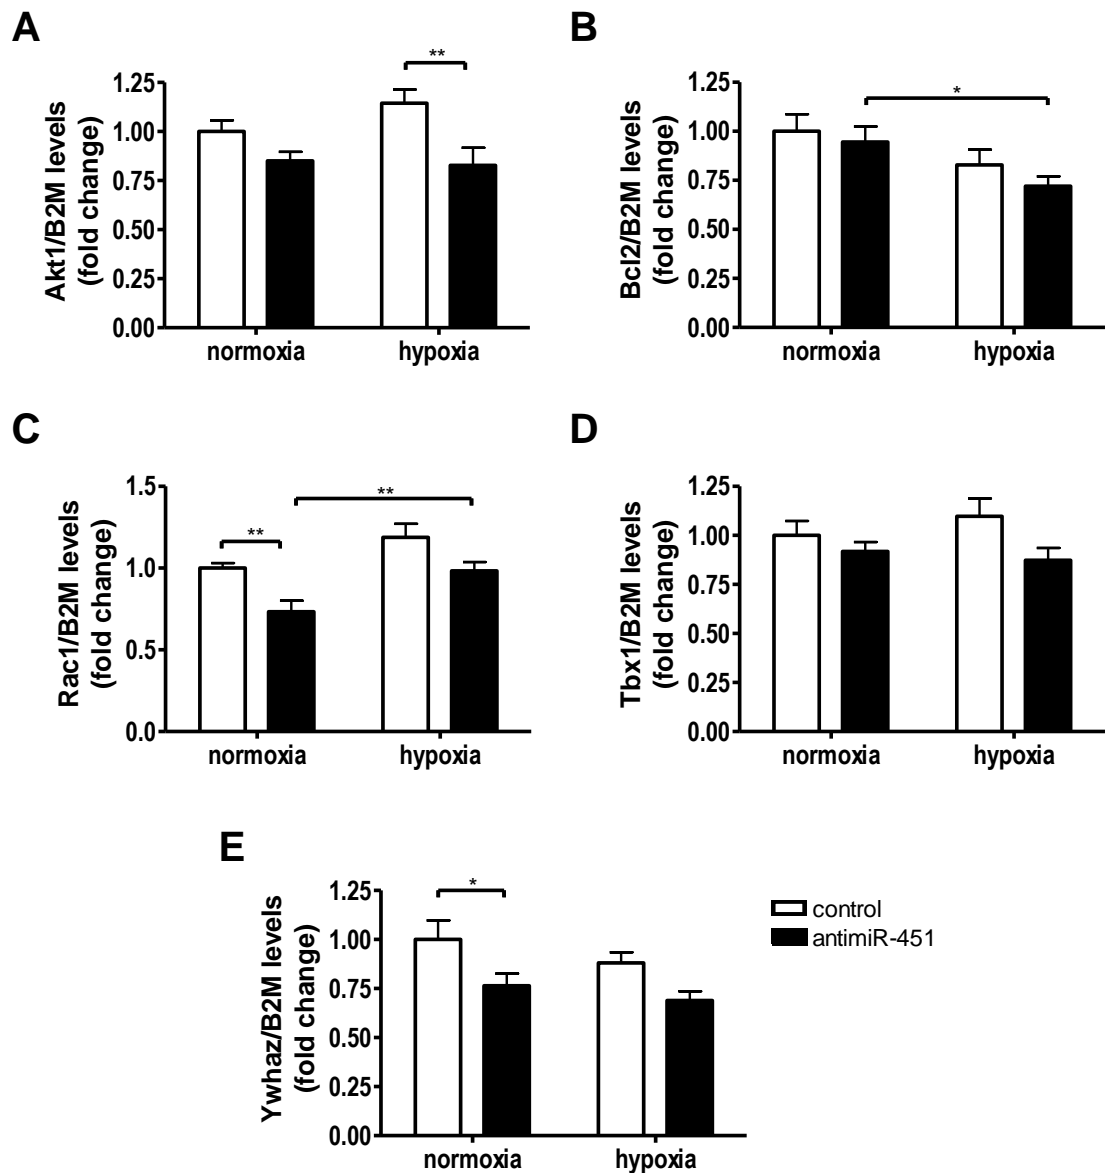 A
Akt1/B2M levels
(fold change)
1.25
1.00
0.75
0.50
0.25
0.00
**
normoxia
hypoxia
B
Bcl2/B2M levels
(fold change)
1.25
1.00
0.75
0.50
0.25
0.00
*
normoxia
hypoxia
C
Rac1/B2M levels
(fold change)
1.5
1.0
0.5
0.0
**
**
normoxia
hypoxia
D
Tbx1/B2M levels
(fold change)
1.25
1.00
0.75
0.50
0.25
0.00
normoxia
hypoxia
E
Ywhaz/B2M levels
(fold change)
1.25
1.00
0.75
0.50
0.25
0.00
*
normoxia
hypoxia
control
antimiR-451